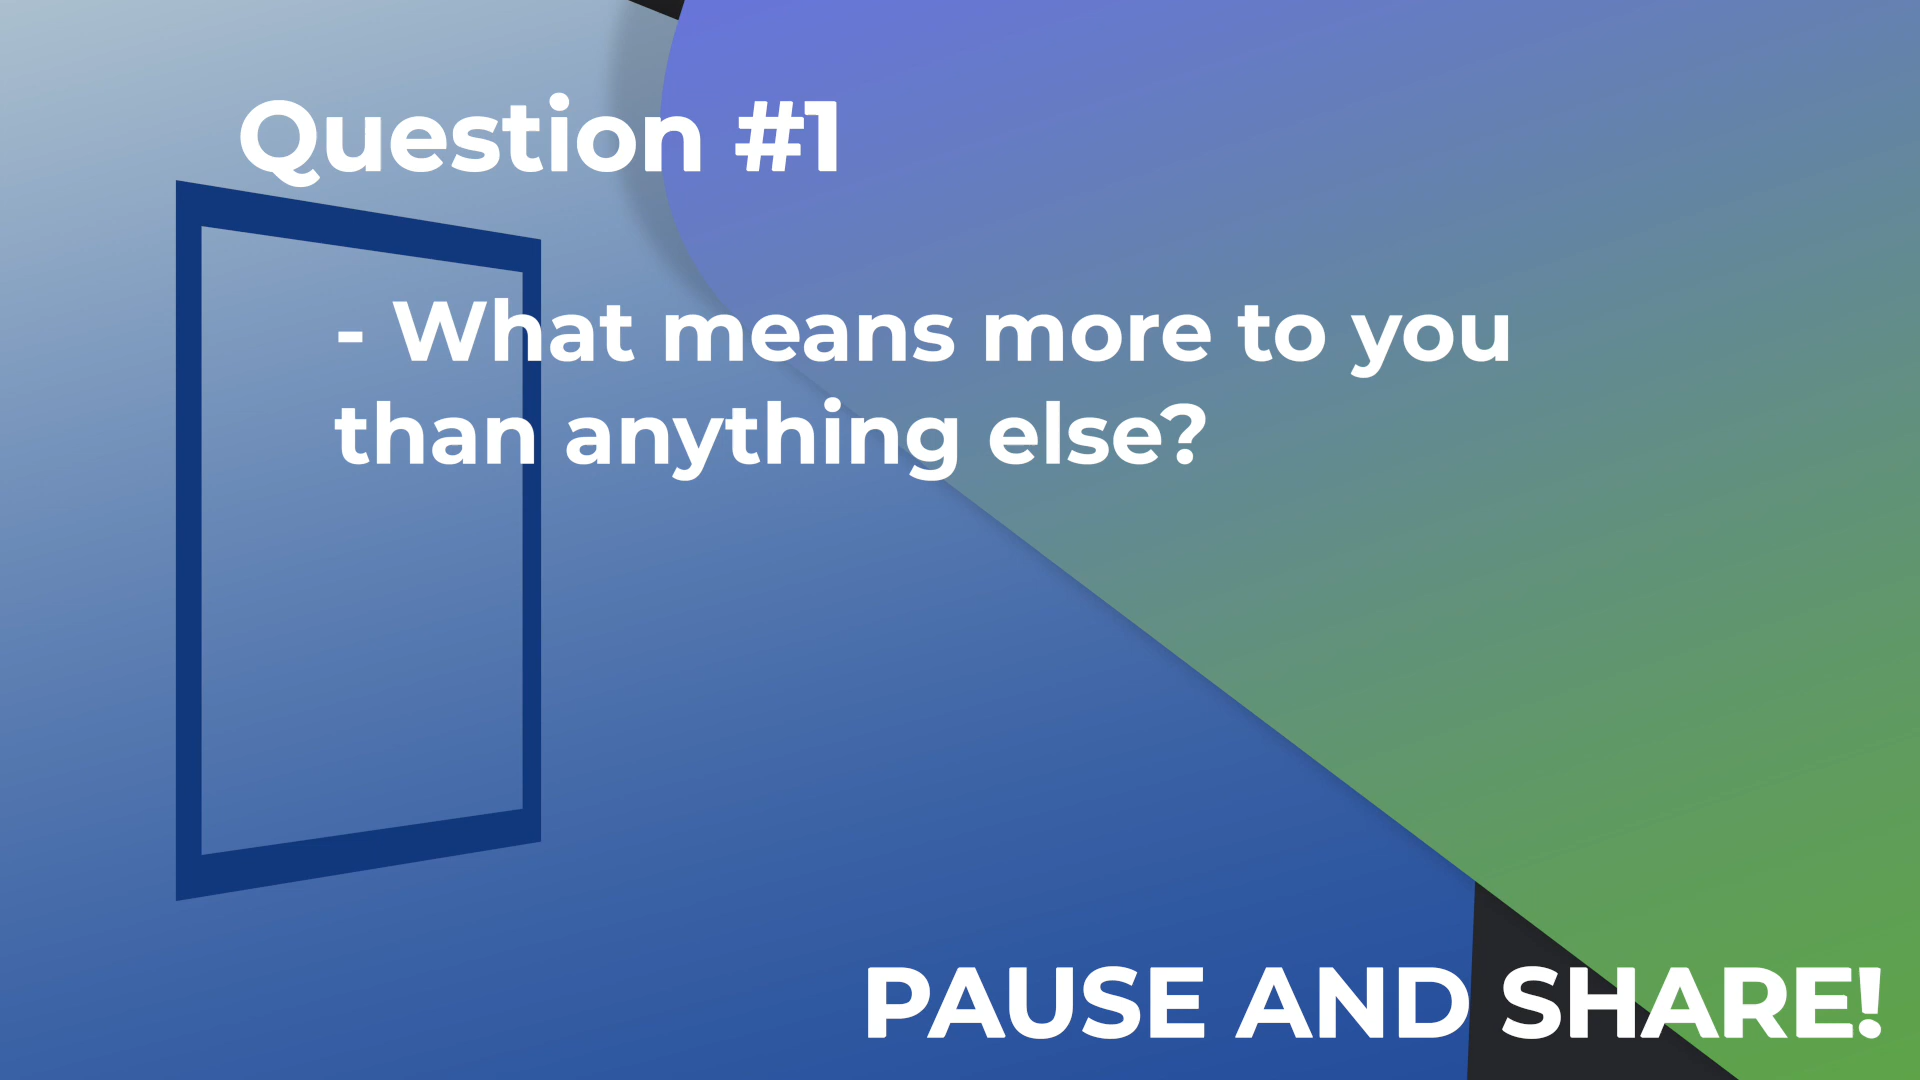 Question #1
- What means more to you
than anything else?
PAUSE AND SHARE!